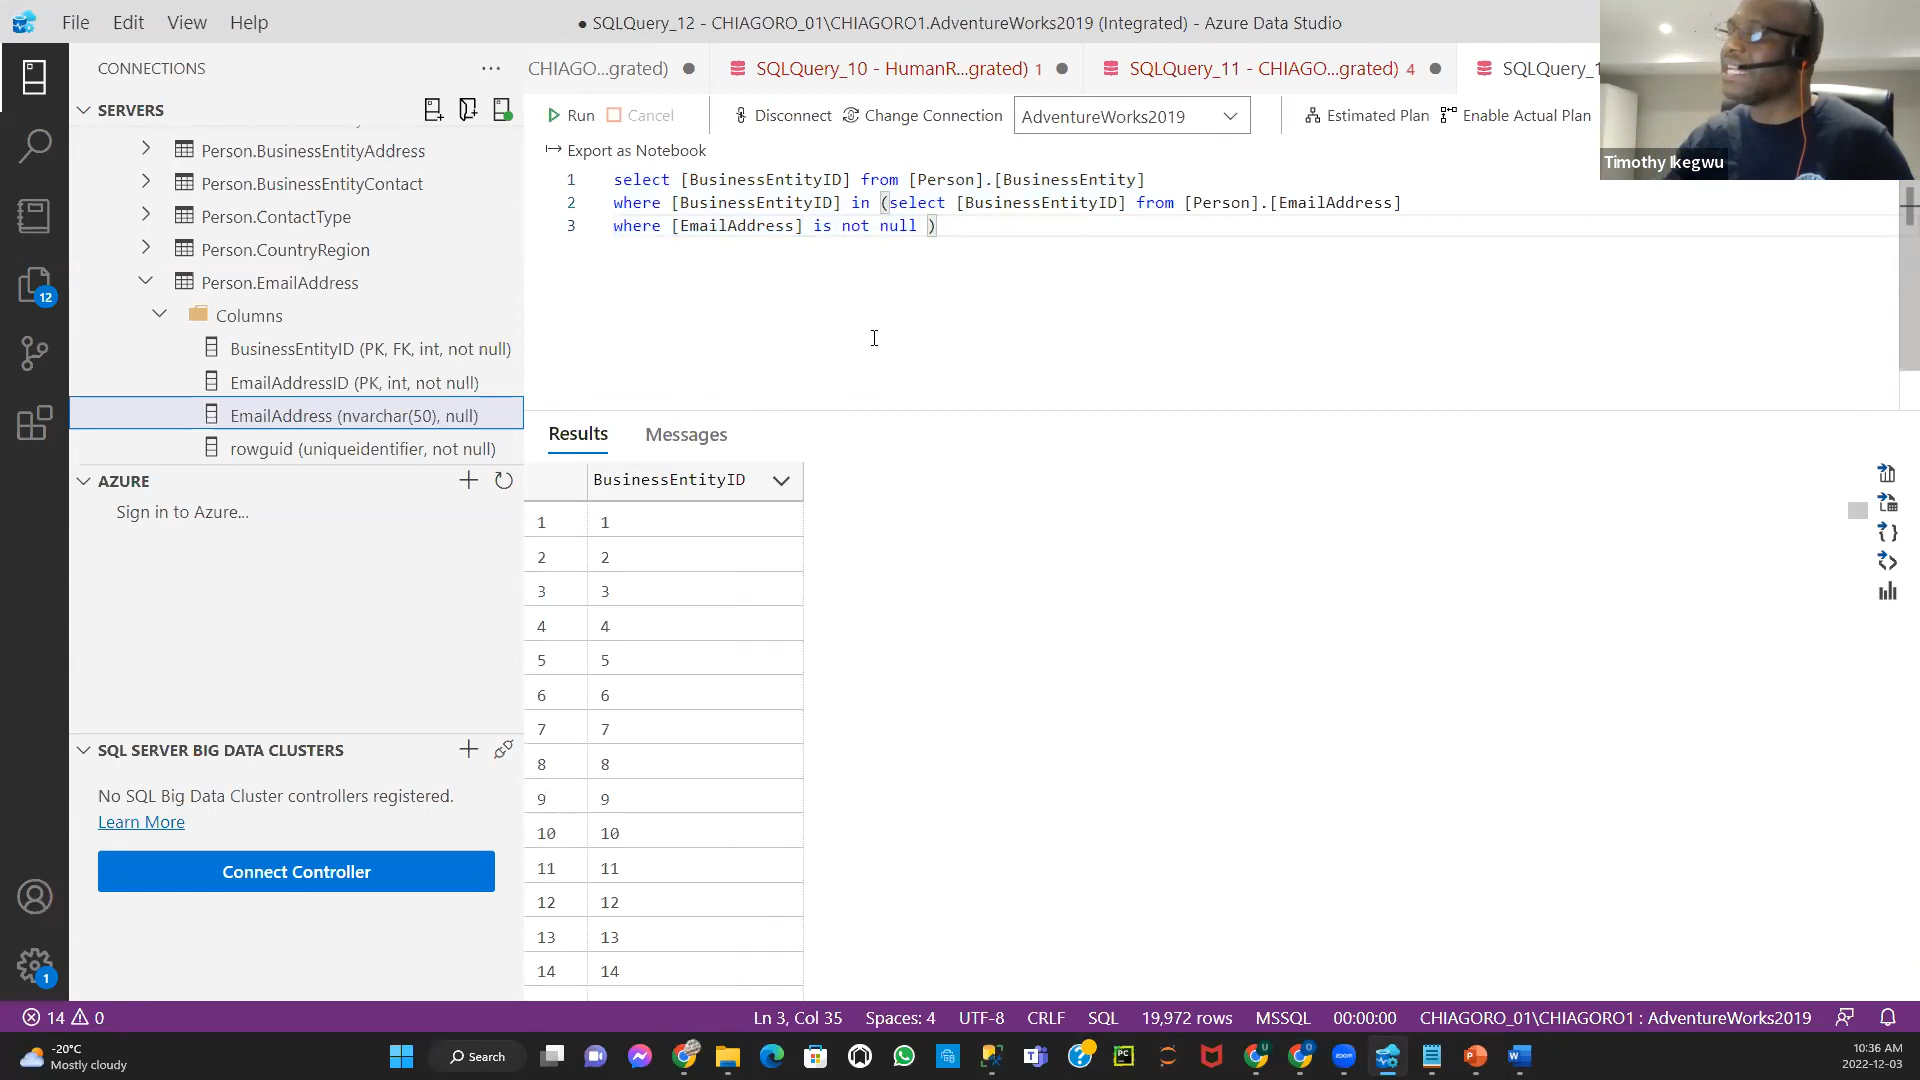 File Edit View Help
● SQLQuery_12 - CHIAGORO_01\CHIAGORO1.AdventureWorks2019 (Integrated) - Azure Data Studio
CONNECTIONS
SERVERS
Person.BusinessEntityAddress
Person.BusinessEntityContact
Person.ContactType
Person.CountryRegion
Person.EmailAddress
Columns
BusinessEntityID (PK, FK, int, not null)
EmailAddressID (PK, int, not null)
EmailAddress (nvarchar(50), null)
rowguid (uniqueidentifier, not null)
AZURE
Sign in to Azure...
SQL SERVER BIG DATA CLUSTERS
No SQL Big Data Cluster controllers registered.
Learn More
Connect Controller
12
1
CHIAGO...grated) SQLQuery_10 - HumanR...grated) 1 SQLQuery_11 - CHIAGO...grated) 4 SQLQuery_1
Run Cancel Disconnect Change Connection AdventureWorks2019 Estimated Plan Enable Actual Plan
Export as Notebook
Timothy Ikegwu
1 select [BusinessEntityID] from [Person].[BusinessEntity]
2 where [BusinessEntityID] in (select [BusinessEntityID] from [Person].[EmailAddress]
3 where [EmailAddress] is not null )
Results Messages
BusinessEntityID
1 1
2 2
3 3
4 4
5 5
6 6
7 7
8 8
9 9
10 10
11 11
12 12
13 13
14 14
14 0 Ln 3, Col 35 Spaces: 4 UTF-8 CRLF SQL 19,972 rows MSSQL 00:00:00 CHIAGORO_01\CHIAGORO1 : AdventureWorks2019
-20°C
Mostly cloudy
Search
10:36 AM
2022-12-03